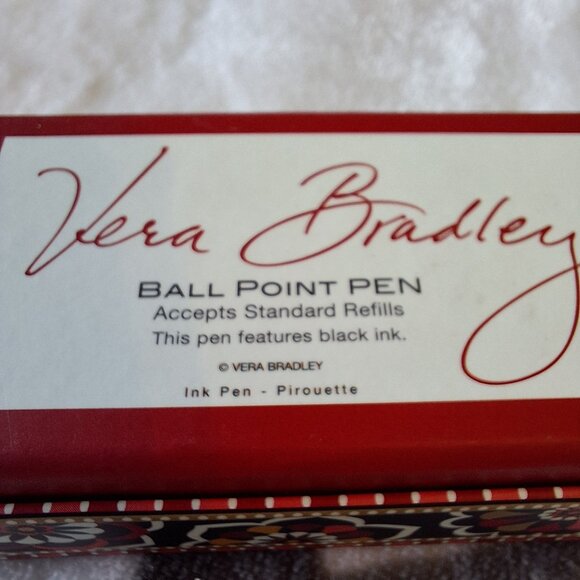 Vera Bradley
BALL POINT PEN
Accepts Standard Refills
This pen features black ink.
© VERA BRADLEY
Ink Pen - Pirouette